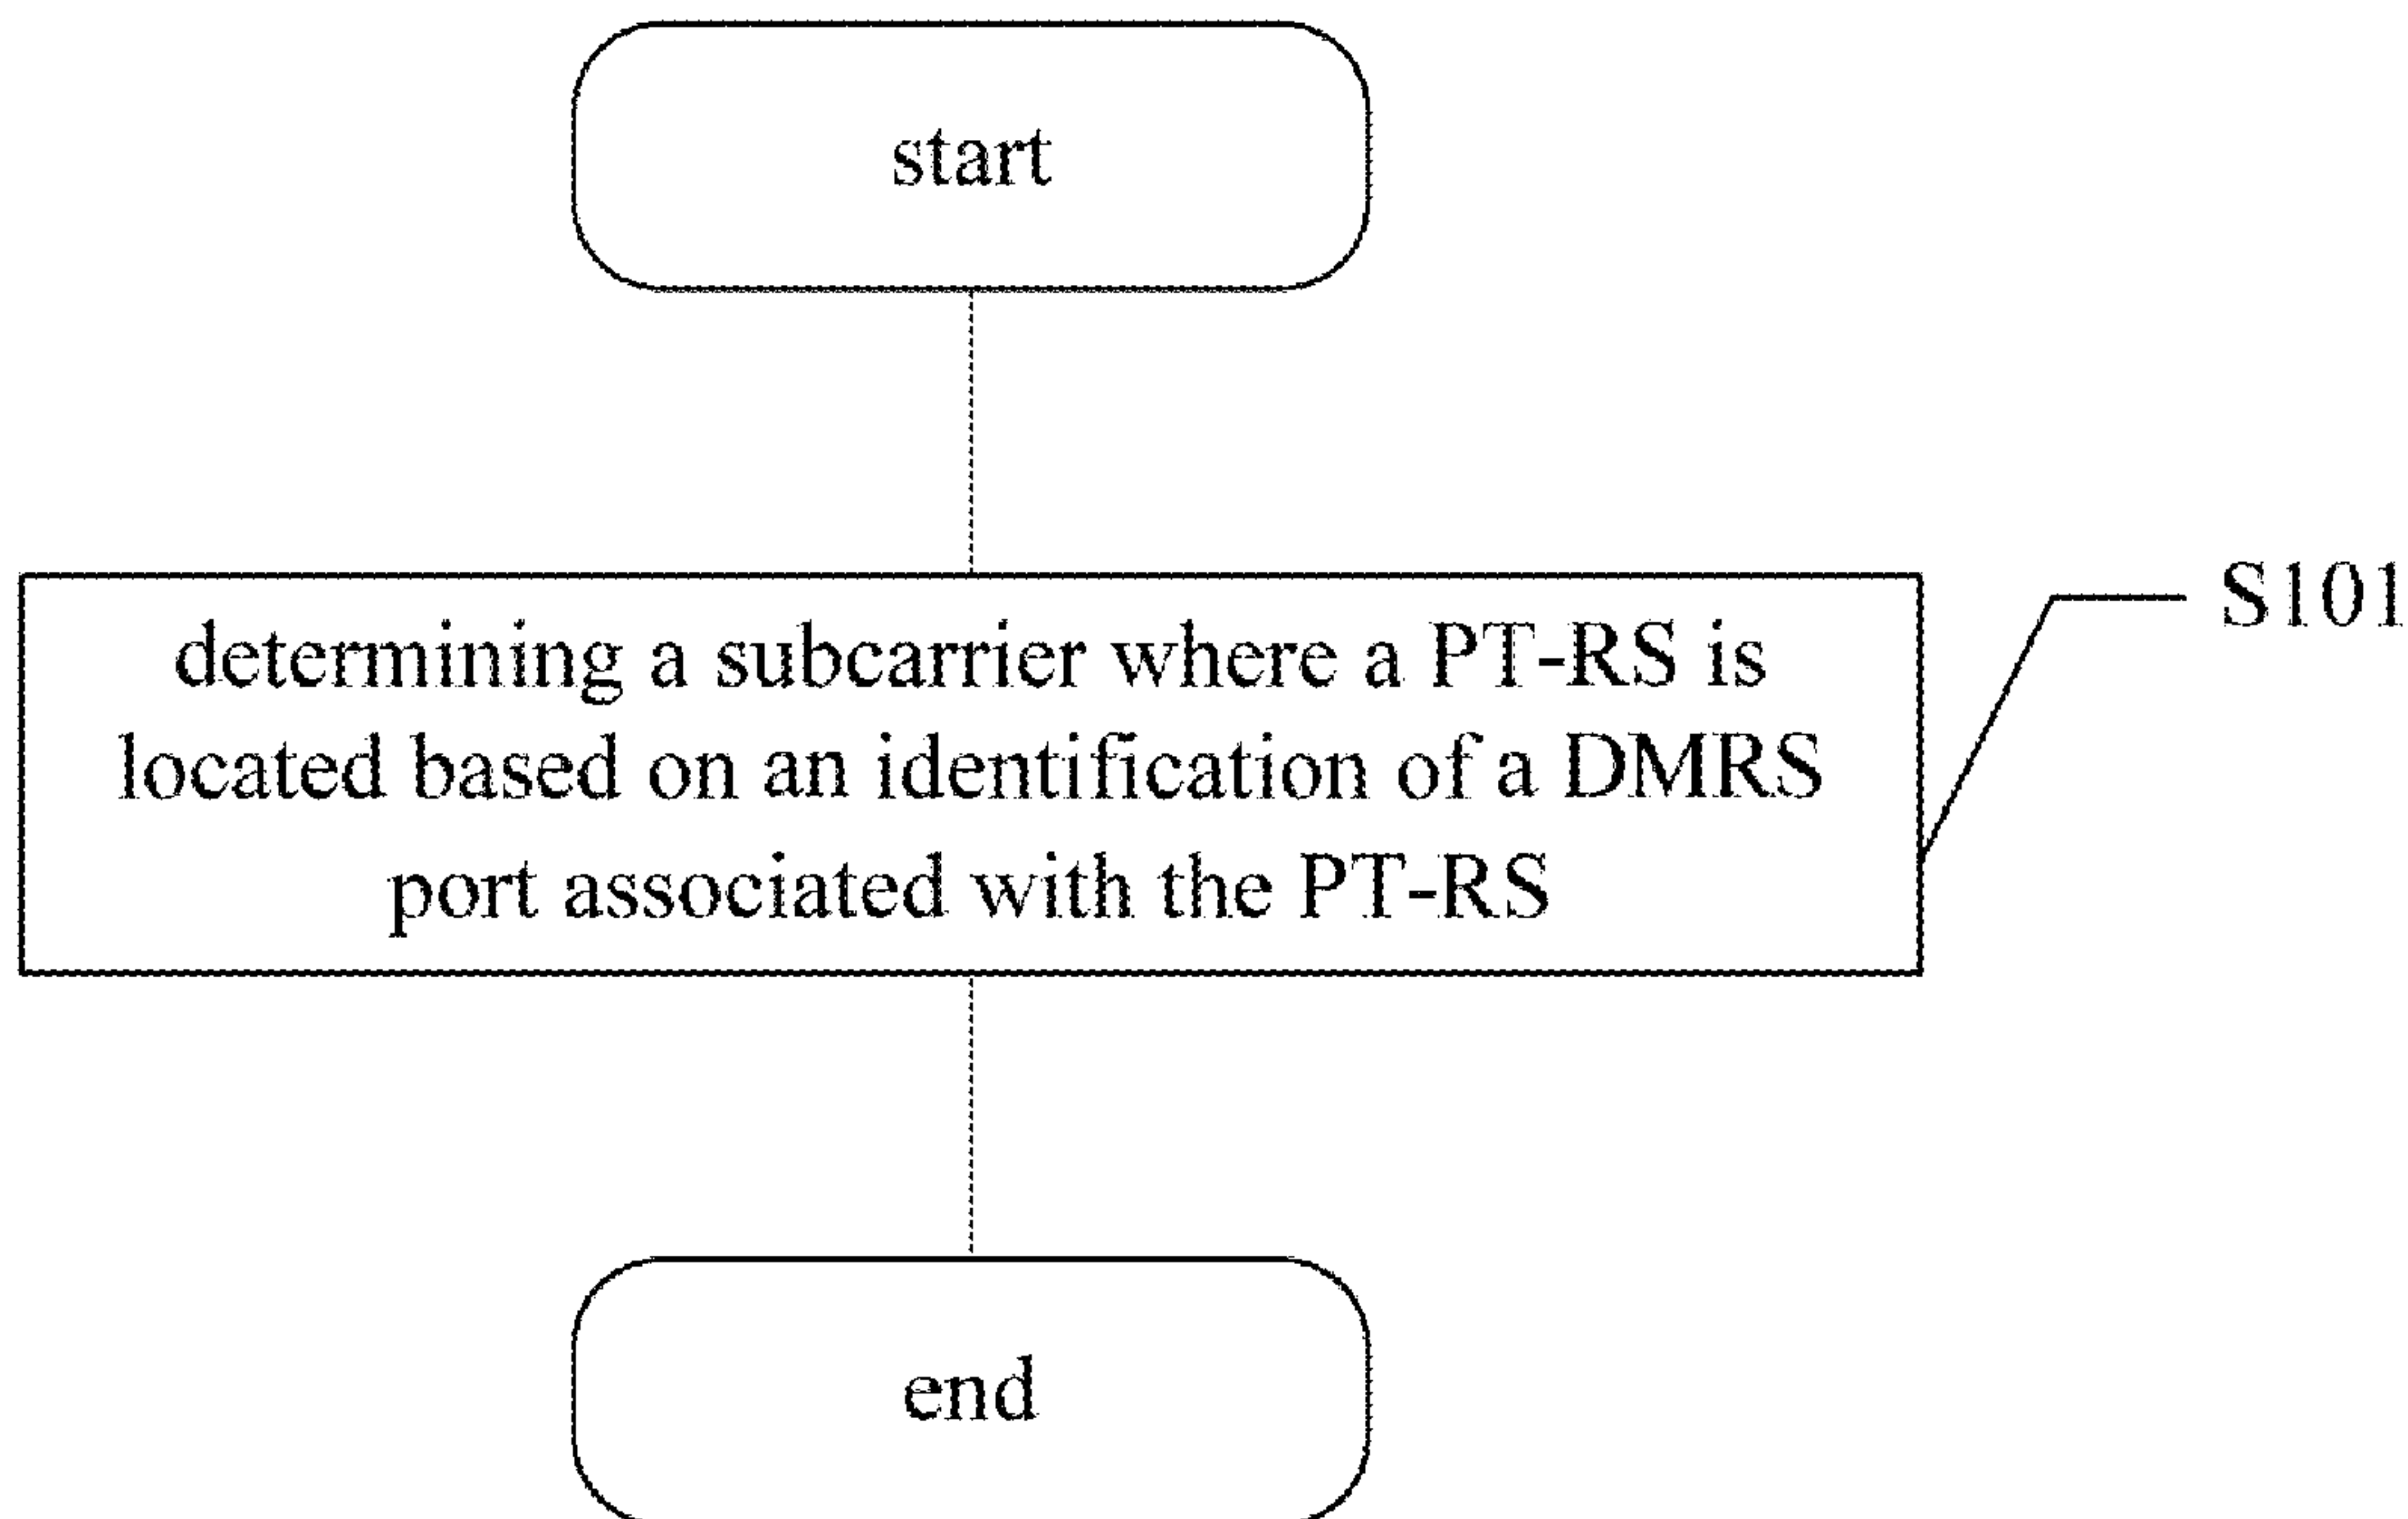 start
S101
determining a subcarrier where a PT-RS is
located based on an identification of a DMRS
port associated with the PT-RS
end